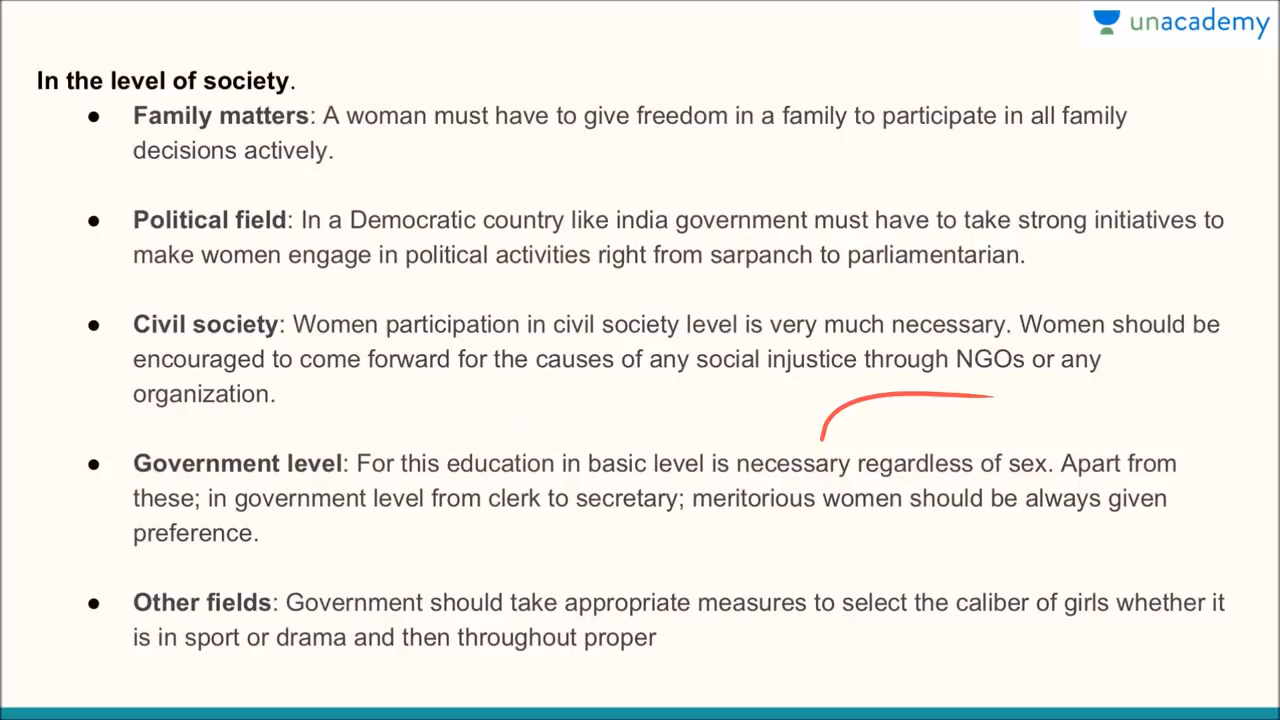 unacademy
In the level of society.
● Family matters: A woman must have to give freedom in a family to participate in all family
decisions actively.
● Political field: In a Democratic country like india government must have to take strong initiatives to
make women engage in political activities right from sarpanch to parliamentarian.
● Civil society: Women participation in civil society level is very much necessary. Women should be
encouraged to come forward for the causes of any social injustice through NGOs or any
organization.
● Government level: For this education in basic level is necessary regardless of sex. Apart from
these; in government level from clerk to secretary; meritorious women should be always given
preference.
● Other fields: Government should take appropriate measures to select the caliber of girls whether it
is in sport or drama and then throughout proper